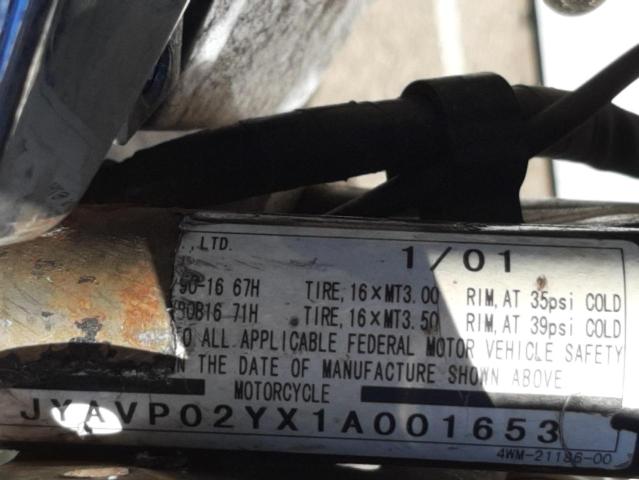 ., LTD. 1/01
90-16 67H TIRE, 16×MT3.00 RIM, AT 35psi COLD
90B16 71H TIRE, 16×MT3.50 RIM, AT 39psi COLD
TO ALL APPLICABLE FEDERAL MOTOR VEHICLE SAFETY
N THE DATE OF MANUFACTURE SHOWN ABOVE
MOTORCYCLE
JYAVP02YX1A001653
4WM-21186-00